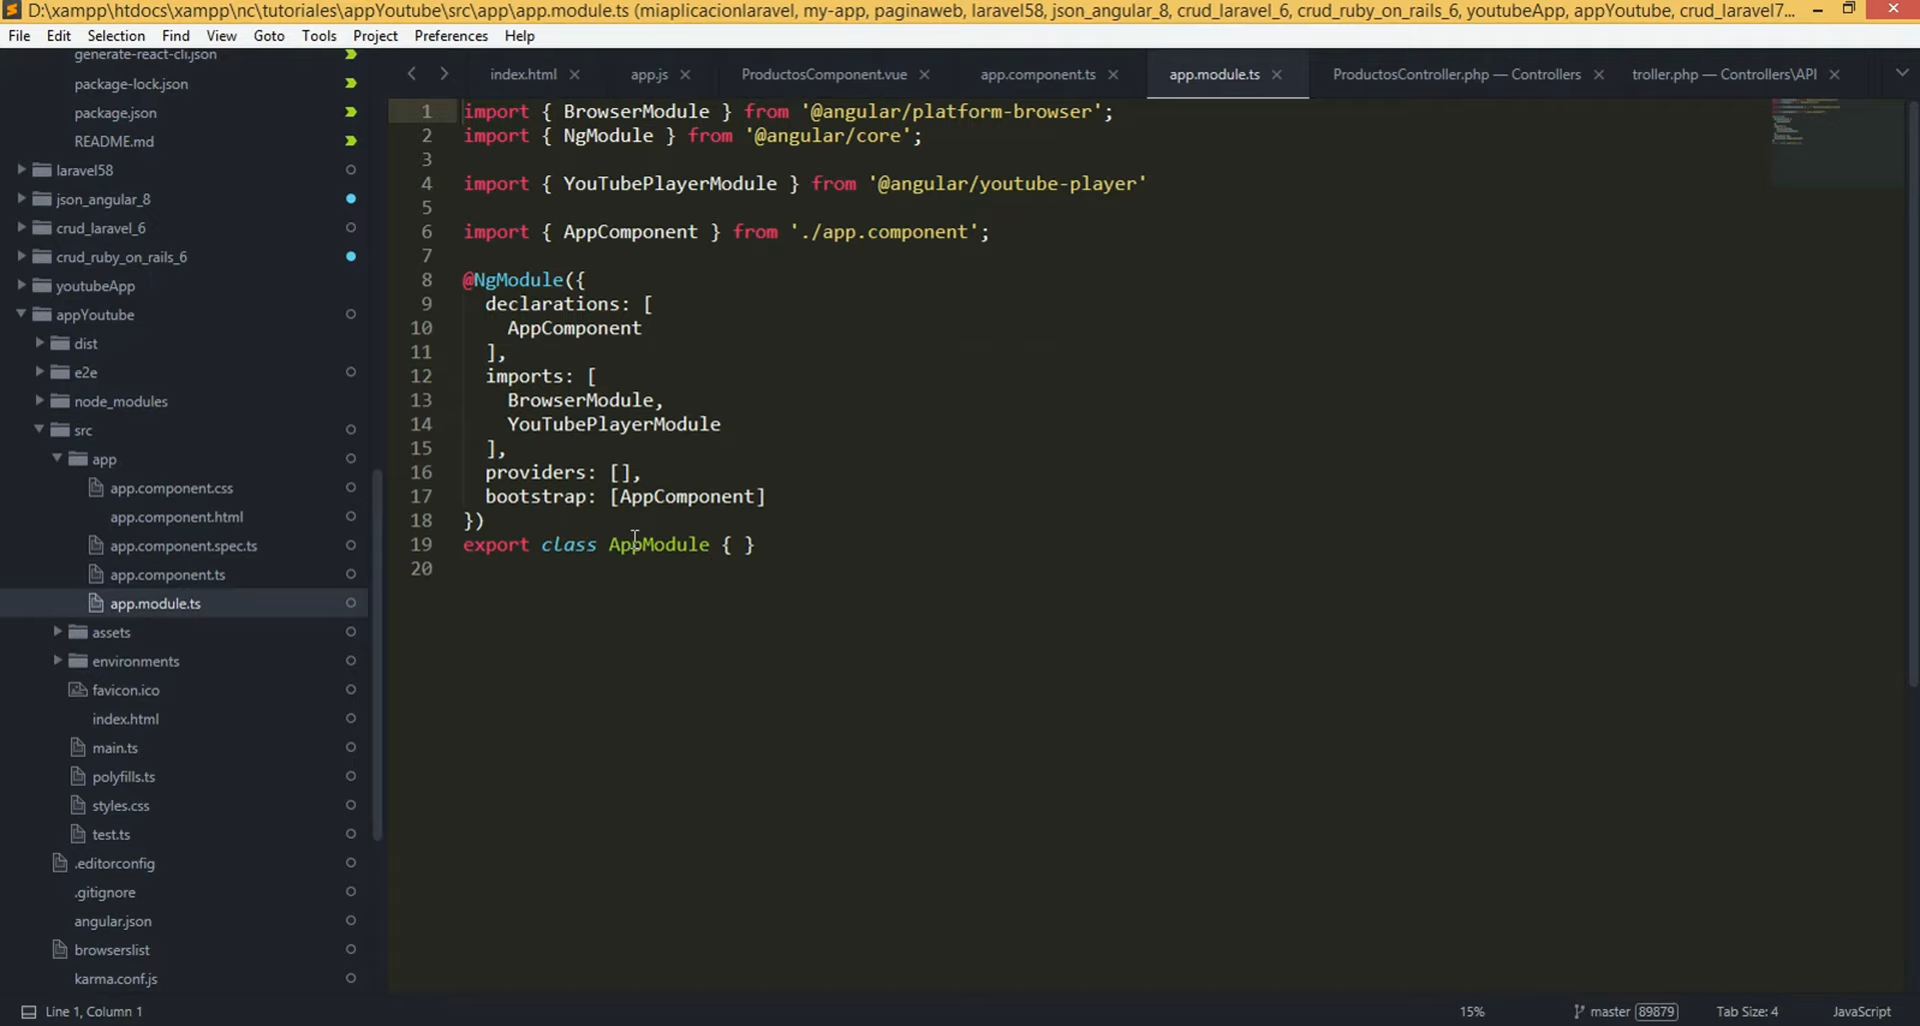 D:\xampp\htdocs\xampp\nc\tutoriales\appYoutube\src\app\app.module.ts (miaplicacionlaravel, my-app, paginaweb, laravel58, json_angular_8, crud_laravel_6, crud_ruby_on_rails_6, youtubeApp, appYoutube, crud_laravel7...
File Edit Selection Find View Goto Tools Project Preferences Help
index.html app.js ProductosComponent.vue app.component.ts app.module.ts ProductosController.php — Controllers troller.php — Controllers\API
generate-react-cli.json
package-lock.json
package.json
README.md
laravel58
json_angular_8
crud_laravel_6
crud_ruby_on_rails_6
youtubeApp
appYoutube
dist
e2e
node_modules
src
app
app.component.css
app.component.html
app.component.spec.ts
app.component.ts
app.module.ts
assets
environments
favicon.ico
index.html
main.ts
polyfills.ts
styles.css
test.ts
.editorconfig
.gitignore
angular.json
browserslist
karma.conf.js
1 import { BrowserModule } from '@angular/platform-browser';
2 import { NgModule } from '@angular/core';
3
4 import { YouTubePlayerModule } from '@angular/youtube-player'
5
6 import { AppComponent } from './app.component';
7
8 @NgModule({
9 declarations: [
10 AppComponent
11 ],
12 imports: [
13 BrowserModule,
14 YouTubePlayerModule
15 ],
16 providers: [],
17 bootstrap: [AppComponent]
18 })
19 export class AppModule { }
20
Line 1, Column 1 15% master 89879 Tab Size: 4 JavaScript